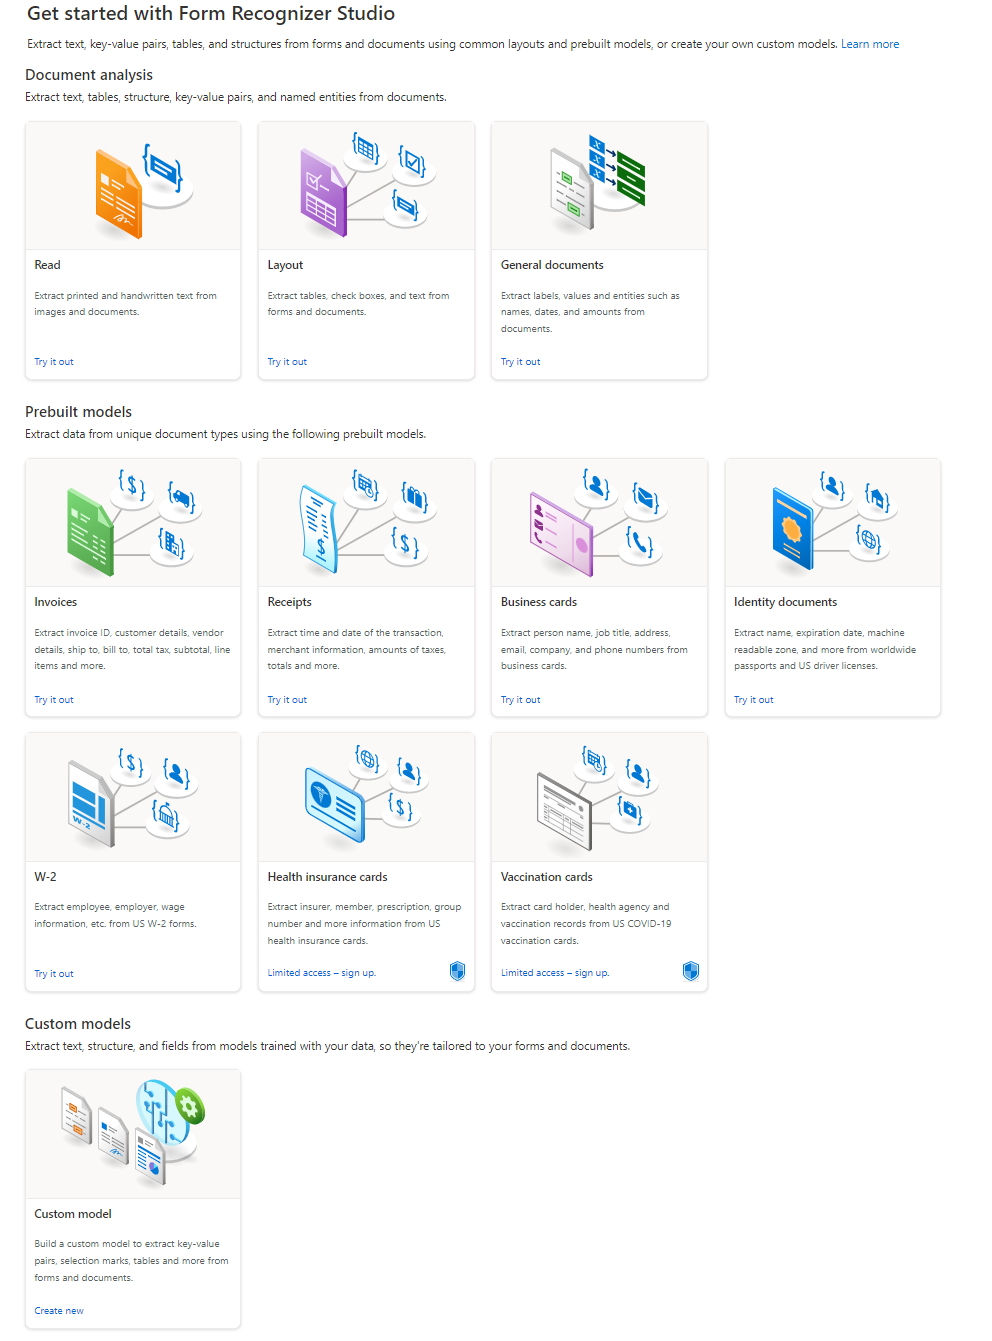 Get started with Form Recognizer Studio
Extract text, key-value pairs, tables, and structures from forms and documents using common layouts and prebuilt models, or create your own custom models. Learn more
Document analysis
Extract text, tables, structure, key-value pairs, and named entities from documents.
Read
Extract printed and handwritten text from
images and documents.
Try it out
Layout
Extract tables, check boxes, and text from
forms and documents.
Try it out
General documents
Extract labels, values and entities such as
names, dates, and amounts from
documents.
Try it out
Prebuilt models
Extract data from unique document types using the following prebuilt models.
Invoices
Extract invoice ID, customer details, vendor
details, ship to, bill to, total tax, subtotal, line
items and more.
Try it out
Receipts
Extract time and date of the transaction,
merchant information, amounts of taxes,
totals and more.
Try it out
Business cards
Extract person name, job title, address,
email, company, and phone numbers from
business cards.
Try it out
Identity documents
Extract name, expiration date, machine
readable zone, and more from worldwide
passports and US driver licenses.
Try it out
W-2
W-2
Extract employee, employer, wage
information, etc. from US W-2 forms.
Try it out
Health insurance cards
Extract insurer, member, prescription, group
number and more information from US
health insurance cards.
Limited access – sign up.
Vaccination cards
Extract card holder, health agency and
vaccination records from US COVID-19
vaccination cards.
Limited access – sign up.
Custom models
Extract text, structure, and fields from models trained with your data, so they're tailored to your forms and documents.
Custom model
Build a custom model to extract key-value
pairs, selection marks, tables and more from
forms and documents.
Create new